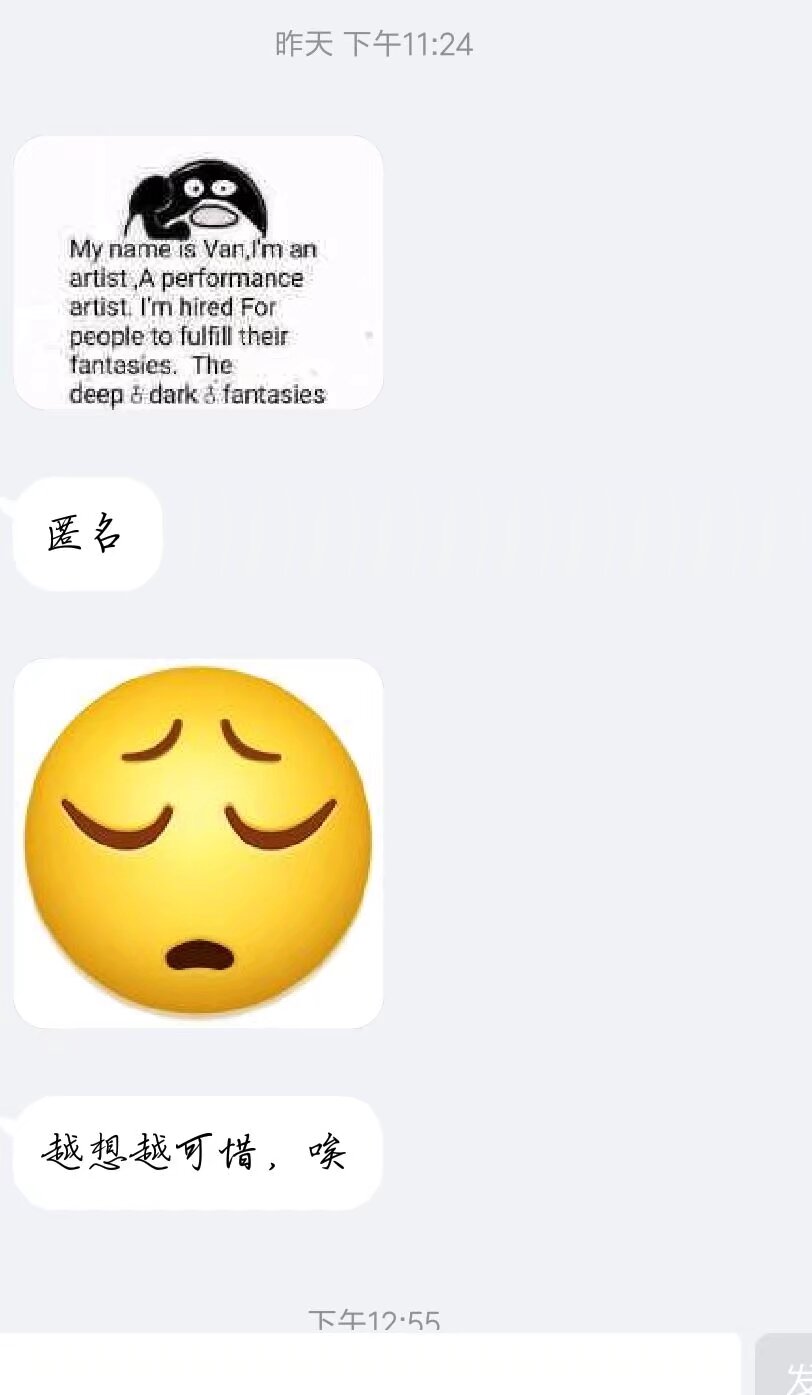 昨天 下午11:24
My name is Van,I'm an
artist ,A performance
artist. I'm hired For
people to fulfill their
fantasies. The
deep♂dark♂fantasies
匿名
越想越可惜，唉
下午12:55
发